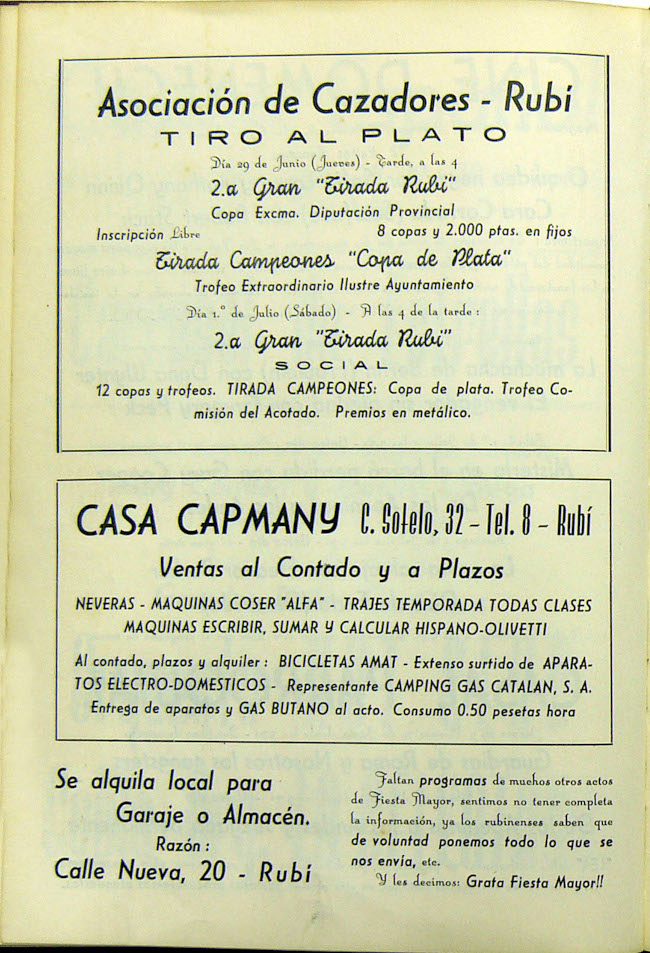 Asociación de Cazadores - Rubí
TIRO AL PLATO
Día 29 de Junio (Jueves) - Tarde, a las 4
2.a Gran "Tirada Rubí"
Copa Excma. Diputación Provincial
Inscripción Libre 8 copas y 2.000 ptas. en fijos
Tirada Campeones "Copa de Plata"
Trofeo Extraordinario Ilustre Ayuntamiento
Día 1.º de Julio (Sábado) - A las 4 de la tarde:
2.a Gran "Tirada Rubí"
SOCIAL
12 copas y trofeos. TIRADA CAMPEONES: Copa de plata. Trofeo Co-
misión del Acotado. Premios en metálico.
CASA CAPMANY C. Sotelo, 32 - Tel. 8 - Rubí
Ventas al Contado y a Plazos
NEVERAS - MAQUINAS COSER "ALFA" - TRAJES TEMPORADA TODAS CLASES
MAQUINAS ESCRIBIR, SUMAR Y CALCULAR HISPANO-OLIVETTI
Al contado, plazos y alquiler: BICICLETAS AMAT - Extenso surtido de APARA-
TOS ELECTRO-DOMESTICOS - Representante CAMPING GAS CATALAN, S. A.
Entrega de aparatos y GAS BUTANO al acto. Consumo 0.50 pesetas hora
Se alquila local para
Garaje o Almacén.
Razón:
Calle Nueva, 20 - Rubí
Faltan programas de muchos otros actos
de Fiesta Mayor, sentimos no tener completa
la información, ya los rubinenses saben que
de voluntad ponemos todo lo que se
nos envía, etc.
Y les decimos: Grata Fiesta Mayor!!